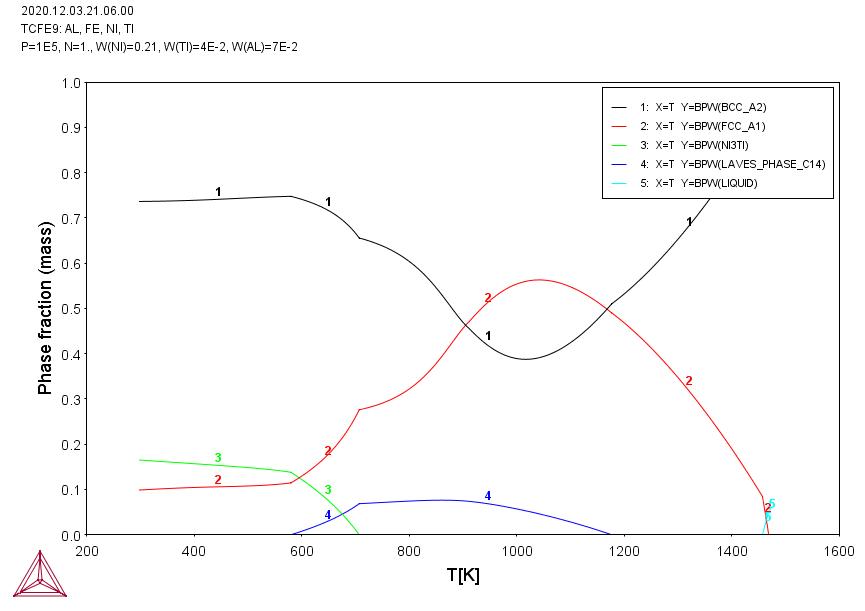 2020.12.03.21.06.00
TCFE9: AL, FE, NI, TI
P=1E5, N=1., W(NI)=0.21, W(TI)=4E-2, W(AL)=7E-2
1: X=T Y=BPW(BCC_A2)
2: X=T Y=BPW(FCC_A1)
3: X=T Y=BPW(NI3TI)
4: X=T Y=BPW(LAVES_PHASE_C14)
5: X=T Y=BPW(LIQUID)
Phase fraction (mass)
1.0
0.9
0.8
0.7
0.6
0.5
0.4
0.3
0.2
0.1
0.0
1 1 1 1
2 2 2 2 2
3 3
4 4
5 5
200 400 600 800 1000 1200 1400 1600
T[K]